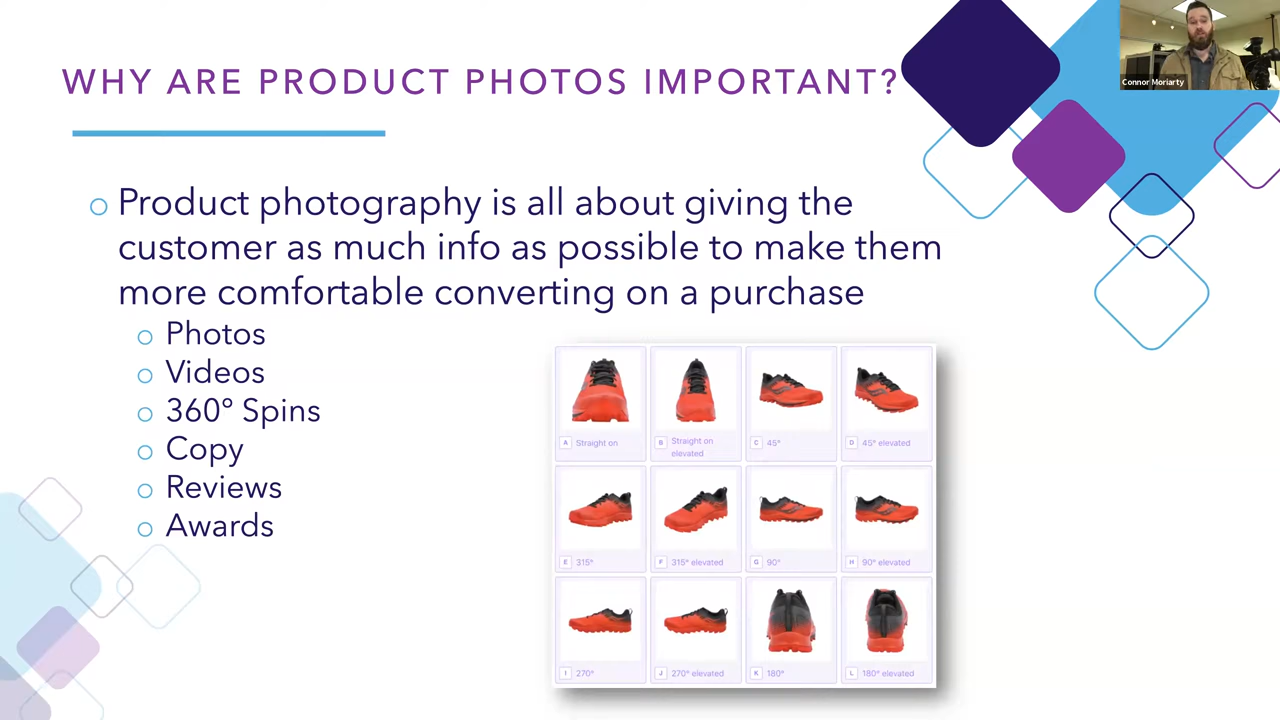 WHY ARE PRODUCT PHOTOS IMPORTANT?
Connor Moriarty
o Product photography is all about giving the
customer as much info as possible to make them
more comfortable converting on a purchase
o Photos
o Videos
o 360º Spins
o Copy
o Reviews
o Awards
A Straight on
B Straight on
elevated
C 45°
D 45° elevated
E 315°
F 315° elevated
G 90°
H 90° elevated
I 270°
J 270° elevated
K 180°
L 180° elevated